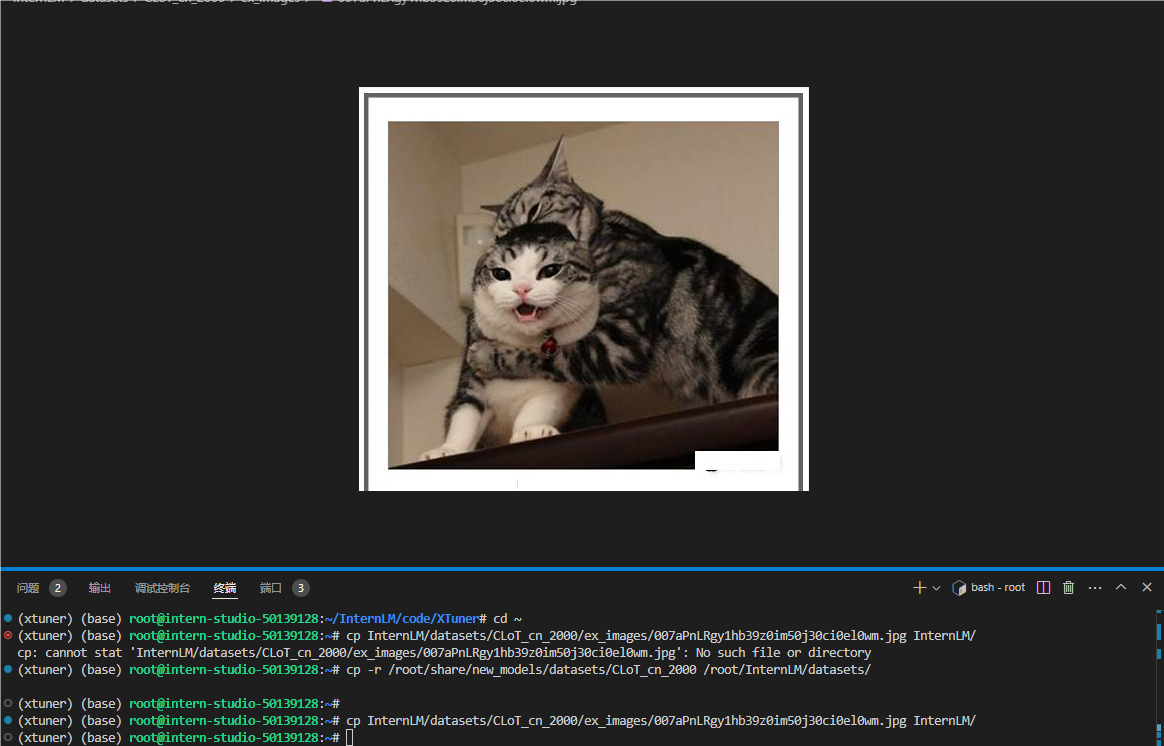 问题 2 输出 调试控制台 终端 端口 3 bash - root
(xtuner) (base) root@intern-studio-50139128:~/InternLM/code/XTuner# cd ~
(xtuner) (base) root@intern-studio-50139128:~# cp InternLM/datasets/CLoT_cn_2000/ex_images/007aPnLRgy1hb39z0im50j30ci0el0wm.jpg InternLM/
cp: cannot stat 'InternLM/datasets/CLoT_cn_2000/ex_images/007aPnLRgy1hb39z0im50j30ci0el0wm.jpg': No such file or directory
(xtuner) (base) root@intern-studio-50139128:~# cp -r /root/share/new_models/datasets/CLoT_cn_2000 /root/InternLM/datasets/
(xtuner) (base) root@intern-studio-50139128:~#
(xtuner) (base) root@intern-studio-50139128:~# cp InternLM/datasets/CLoT_cn_2000/ex_images/007aPnLRgy1hb39z0im50j30ci0el0wm.jpg InternLM/
(xtuner) (base) root@intern-studio-50139128:~#